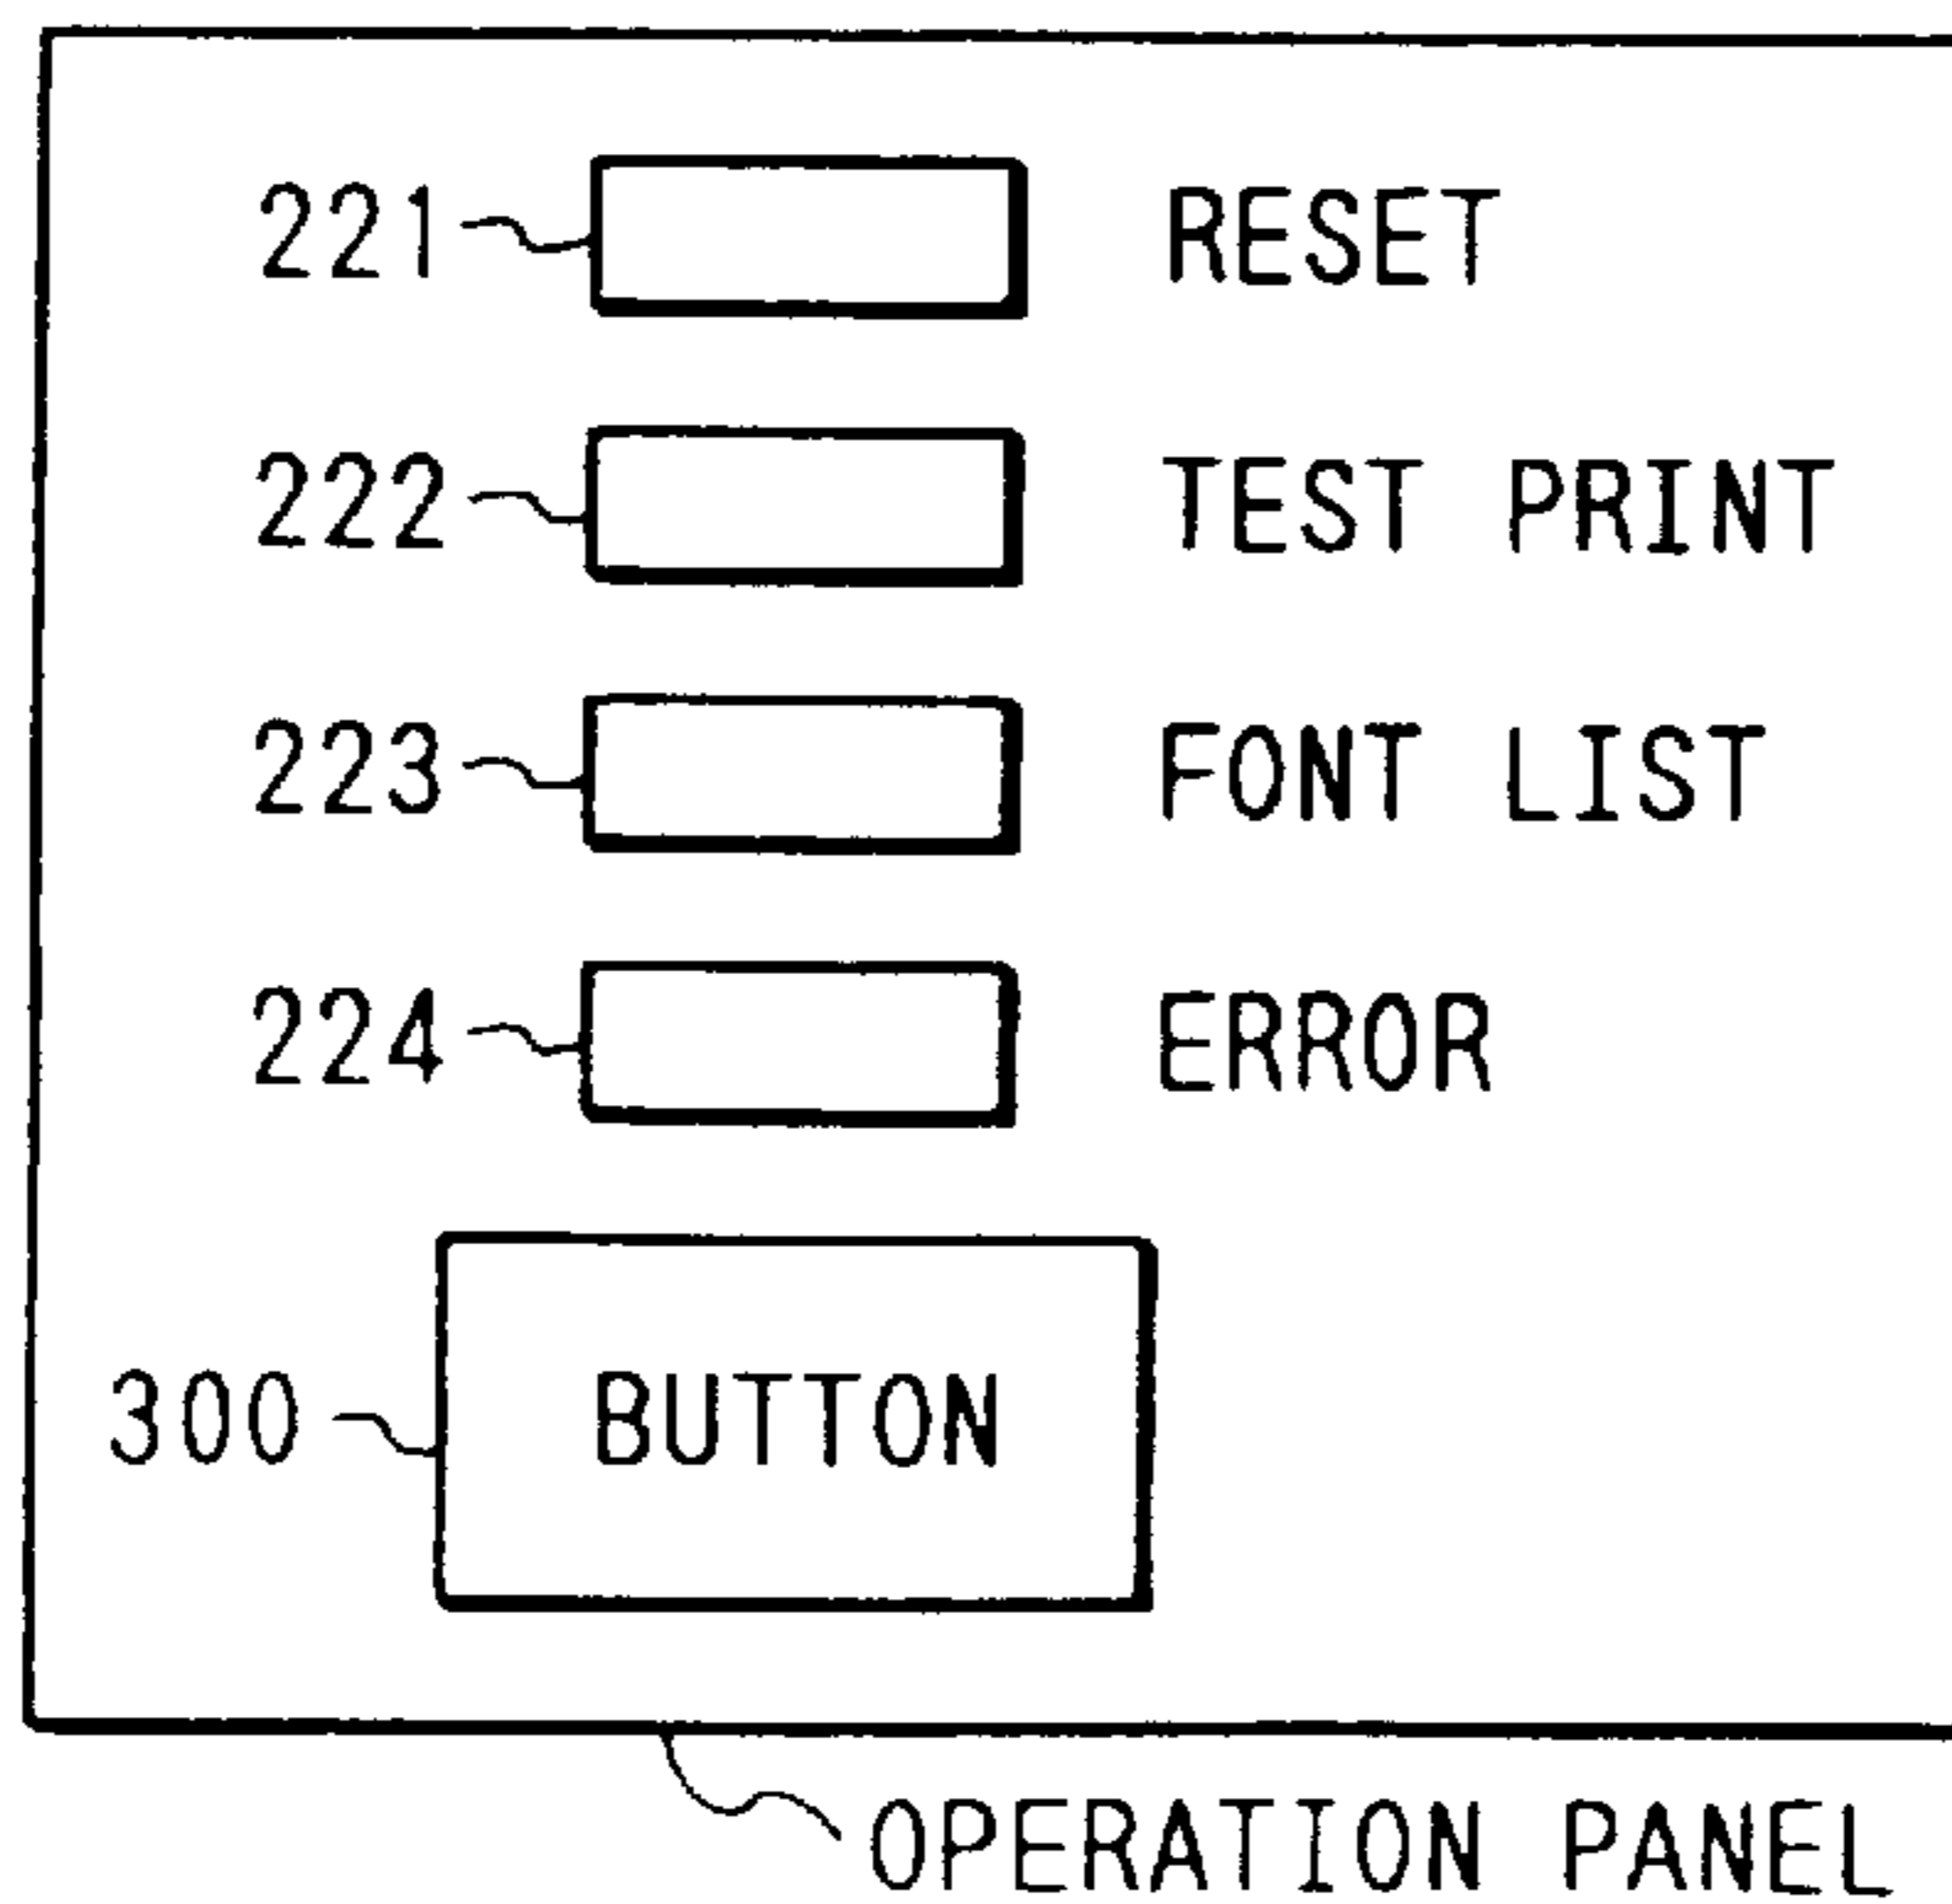 221 RESET
222 TEST PRINT
223 FONT LIST
224 ERROR
300 BUTTON
OPERATION PANEL